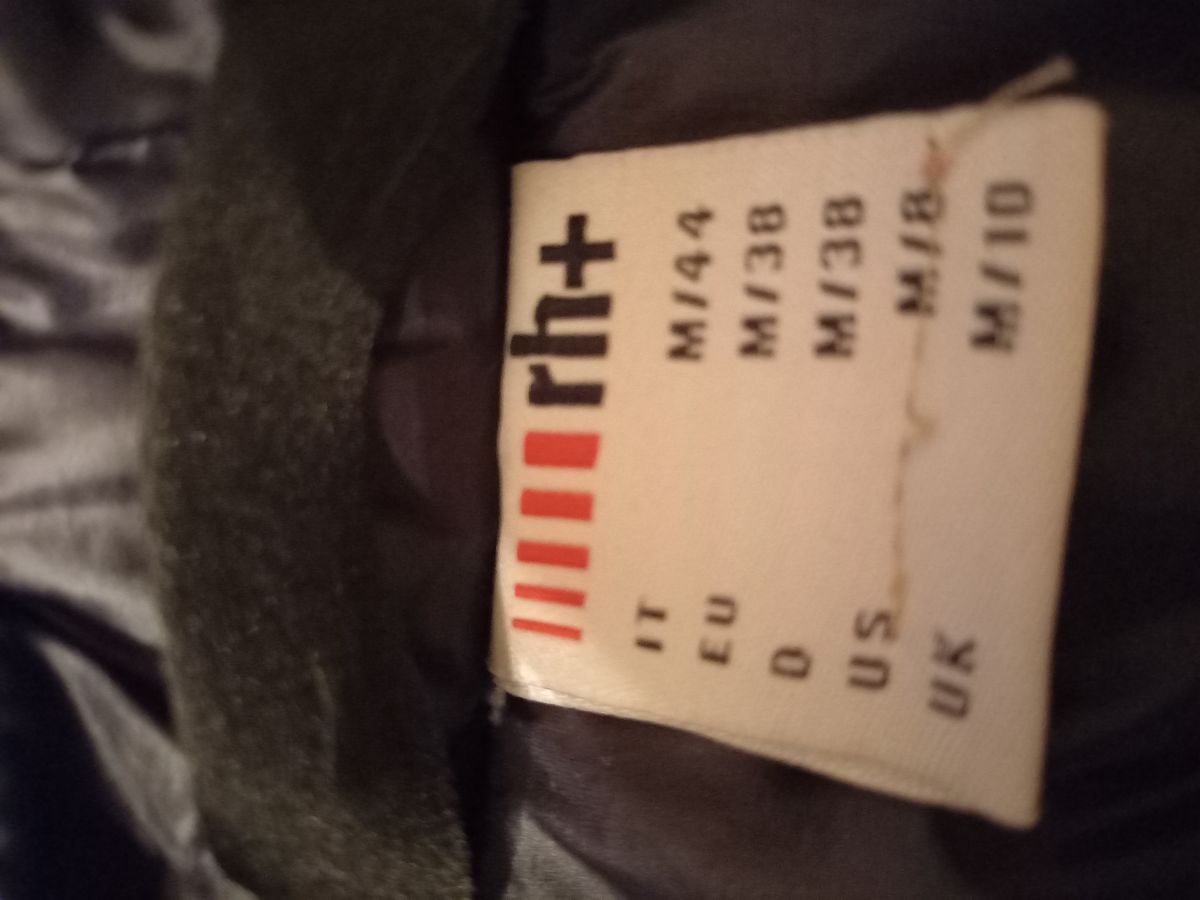 rh+
IT M/44
EU M/38
D M/38
US M/8
UK M/10